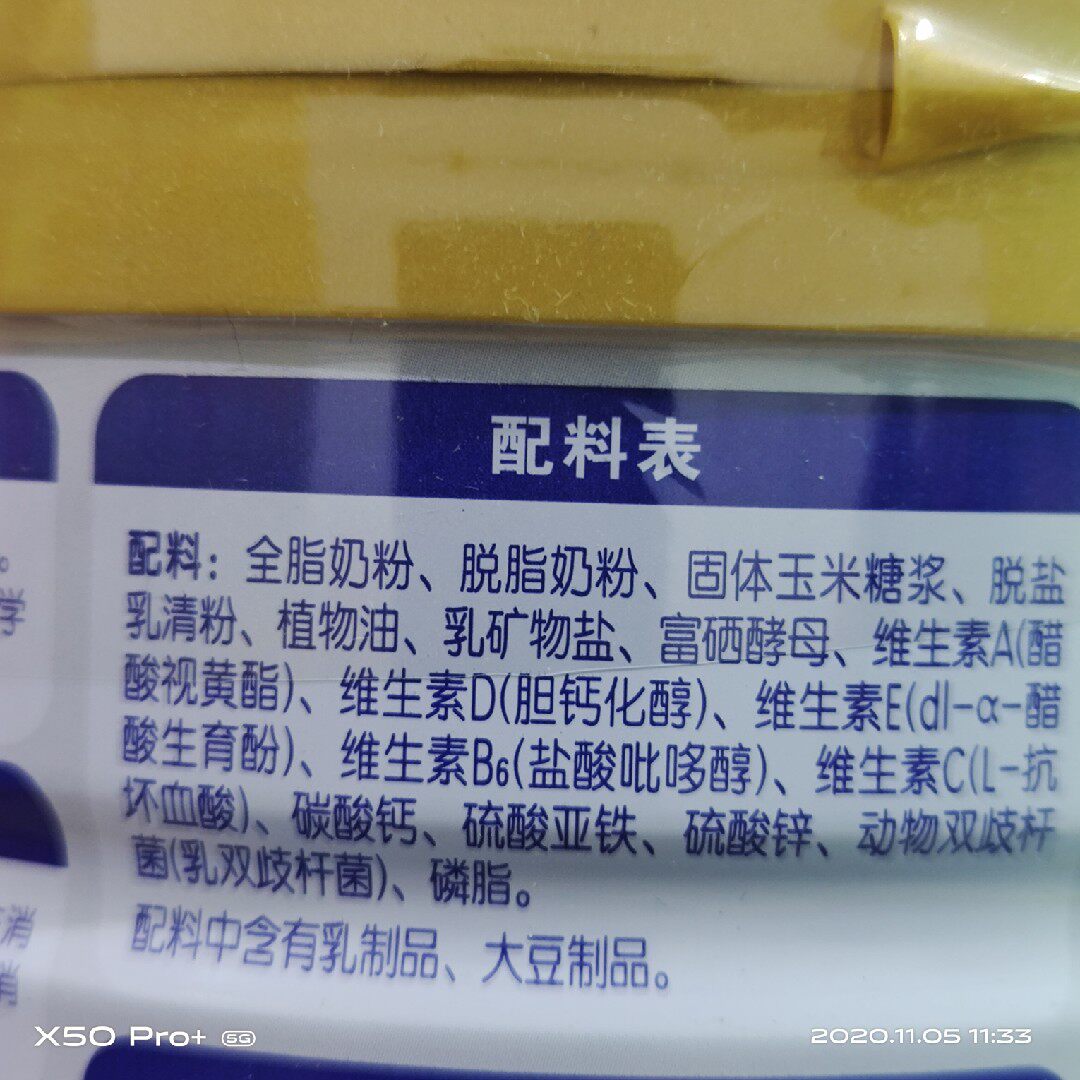 配料表
配料：全脂奶粉、脱脂奶粉、固体玉米糖浆、脱盐
乳清粉、植物油、乳矿物盐、富硒酵母、维生素A(醋
酸视黄酯)、维生素D(胆钙化醇)、维生素E(dl-α-醋
酸生育酚)、维生素B₆(盐酸吡哆醇)、维生素C(L-抗
坏血酸)、碳酸钙、硫酸亚铁、硫酸锌、动物双歧杆
菌(乳双歧杆菌)、磷脂。
配料中含有乳制品、大豆制品。
。
学
消
X50 Pro+ 5G
2020.11.05 11:33